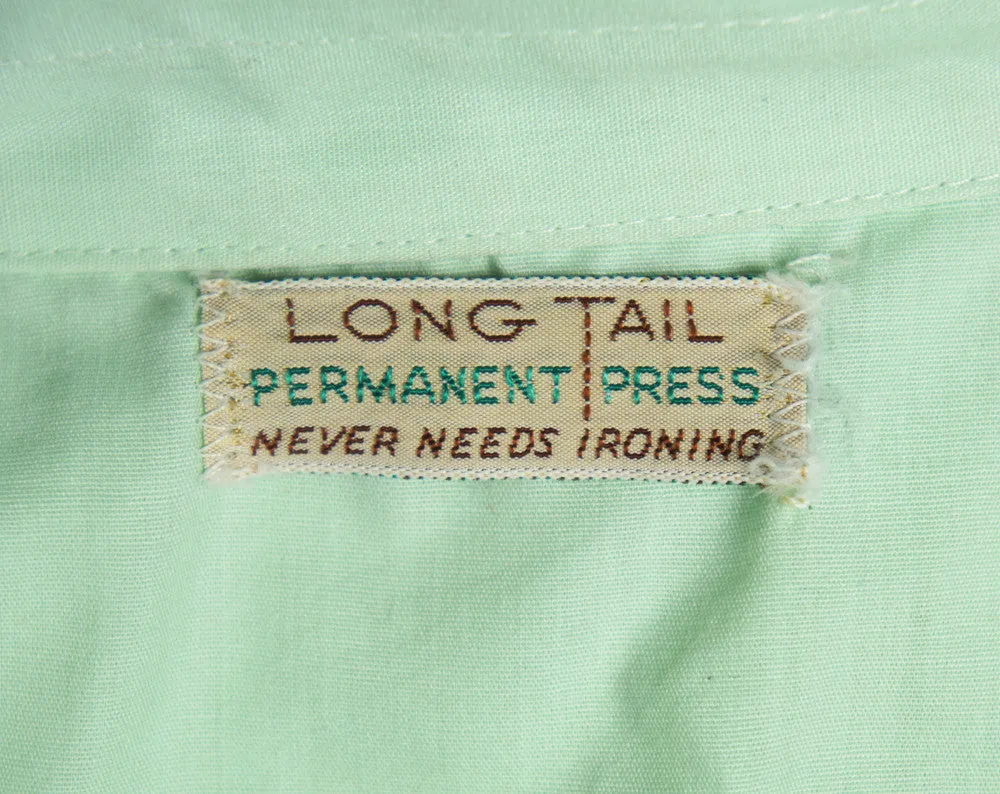 LONG TAIL
PERMANENT PRESS
NEVER NEEDS IRONING